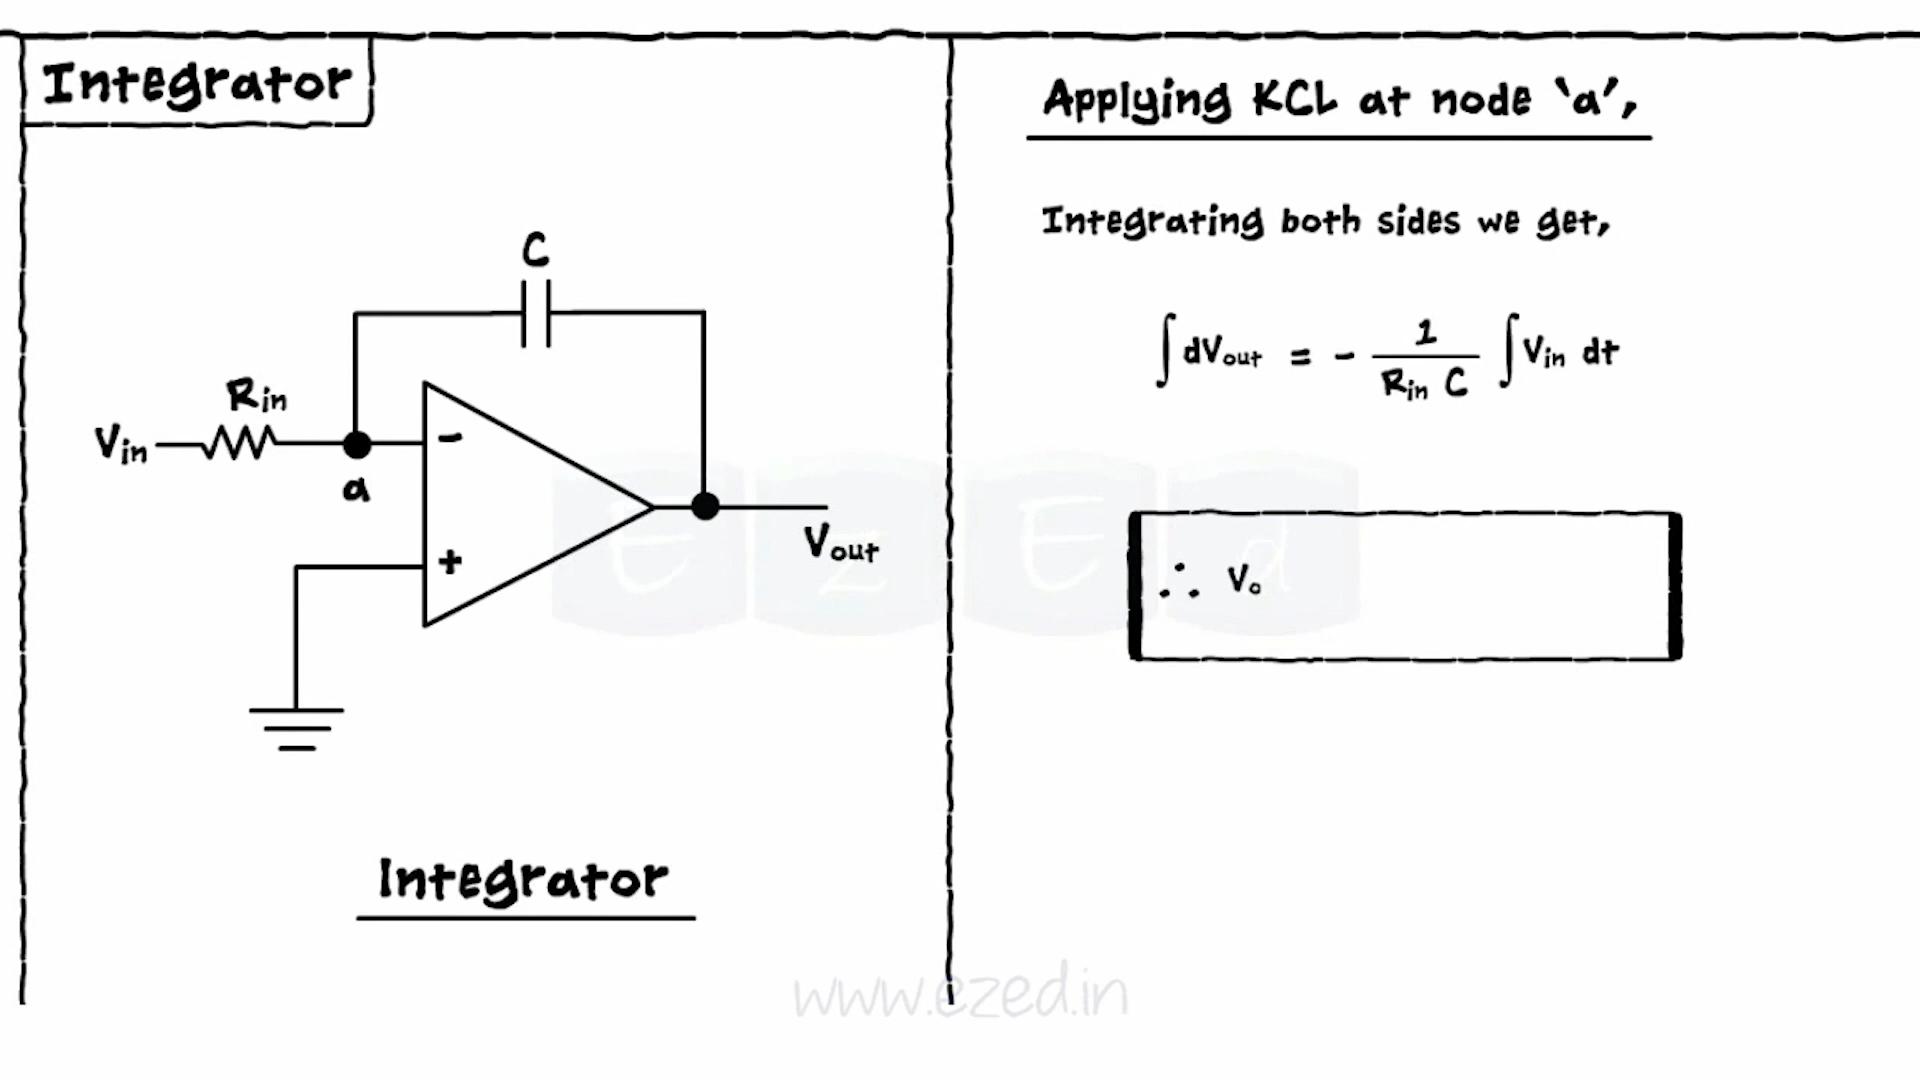 Integrator
C
Rin
Vin
a
-
+
Vout
Integrator
Applying KCL at node 'a',
Integrating both sides we get,
∫dVout = - 1/(Rin C) ∫Vin dt
∴ Vo
EzEd
www.ezed.in